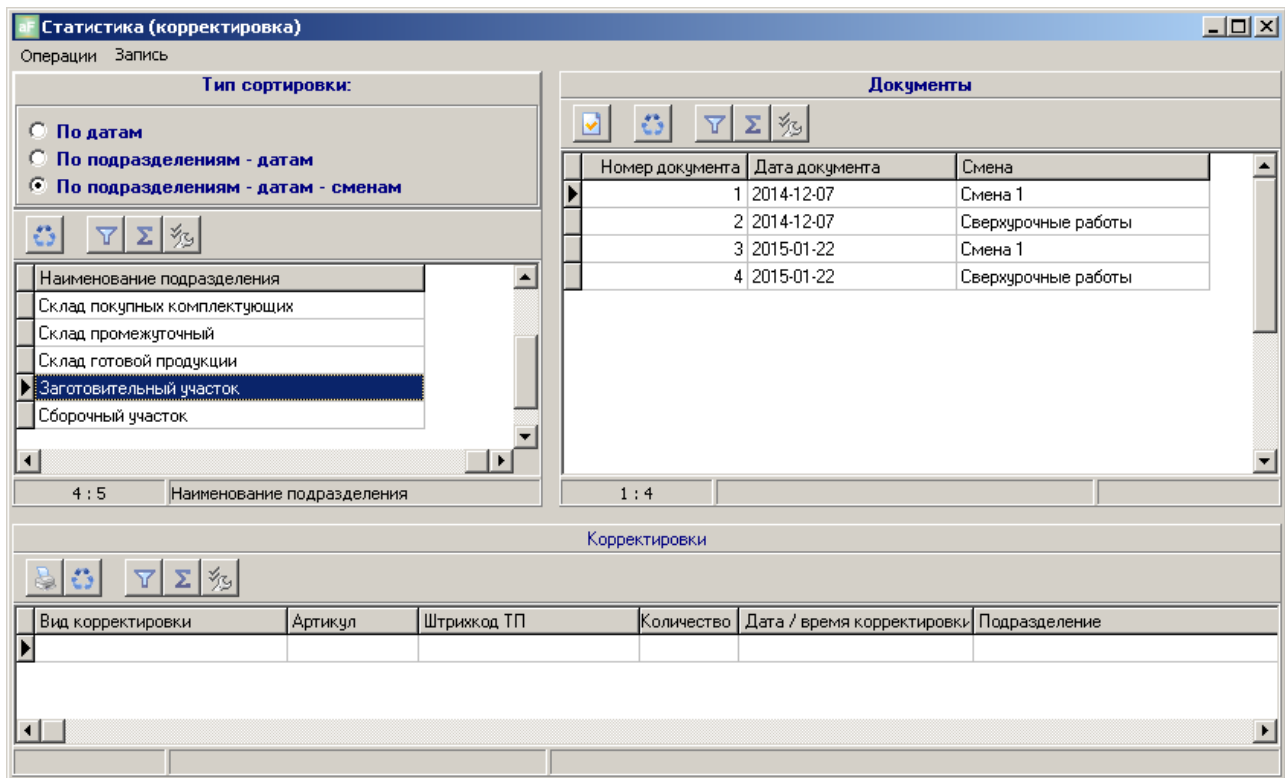 aF Статистика (корректировка)
Операции Запись
Тип сортировки:
По датам
По подразделениям - датам
По подразделениям - датам - сменам
Наименование подразделения
Склад покупных комплектующих
Склад промежуточный
Склад готовой продукции
Заготовительный участок
Сборочный участок
4 : 5 Наименование подразделения
Документы
Номер документа Дата документа Смена
1 2014-12-07 Смена 1
2 2014-12-07 Сверхурочные работы
3 2015-01-22 Смена 1
4 2015-01-22 Сверхурочные работы
1 : 4
Корректировки
Вид корректировки Артикул Штрихкод ТП Количество Дата / время корректировки Подразделение